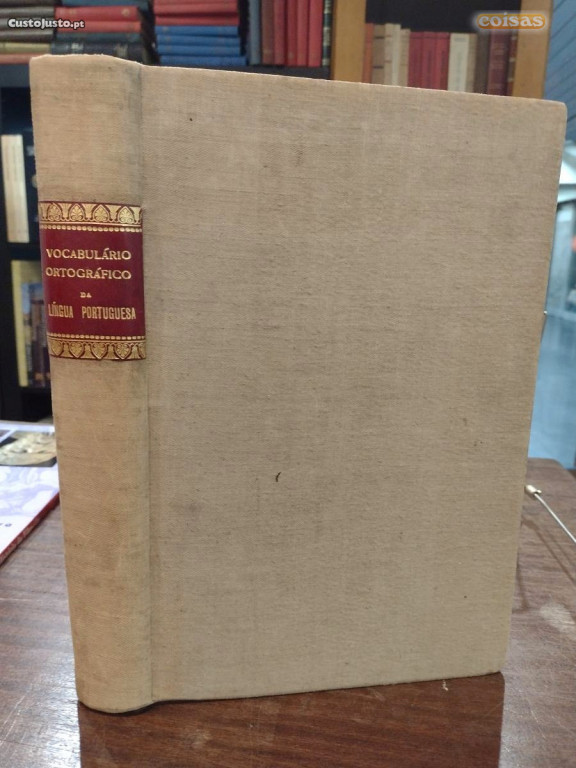 CustoJusto.pt
coisas
VOCABULÁRIO
ORTOGRÁFICO
DA
LÍNGUA PORTUGUESA